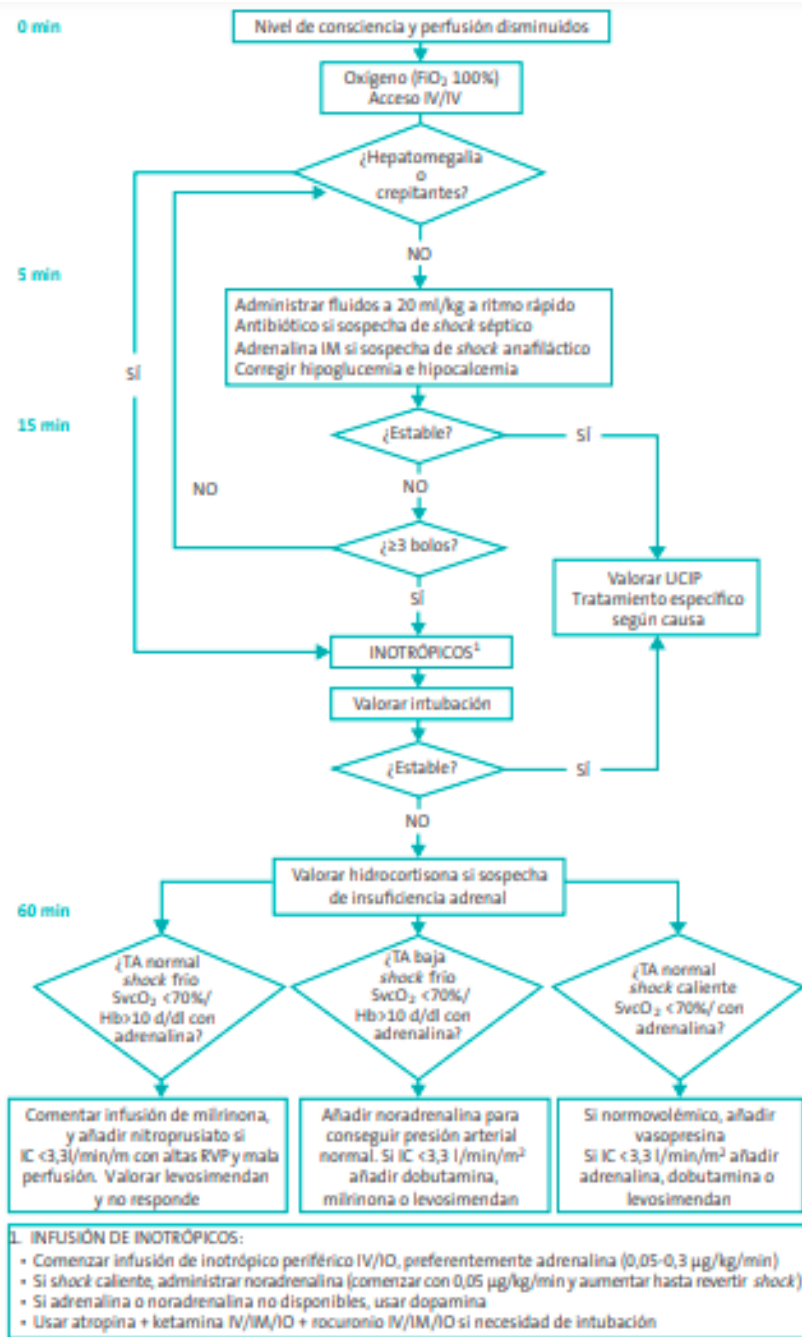 0 min
Nivel de consciencia y perfusión disminuidos
Oxígeno (FiO₂ 100%)
Acceso IV/IV
¿Hepatomegalia
o
crepitantes?
NO
5 min
Administrar fluidos a 20 ml/kg a ritmo rápido
Antibiótico si sospecha de shock séptico
Adrenalina IM si sospecha de shock anafiláctico
Corregir hipoglucemia e hipocalcemia
SÍ
15 min
¿Estable?
SÍ
NO
NO
¿≥3 bolos?
SÍ
Valorar UCIP
Tratamiento específico
según causa
INOTRÓPICOS¹
Valorar intubación
¿Estable?
SÍ
NO
Valorar hidrocortisona si sospecha
de insuficiencia adrenal
60 min
¿TA normal
shock frío
SvcO₂ <70%/
Hb>10 d/dl con
adrenalina?
¿TA baja
shock frío
SvcO₂ <70%/
Hb>10 d/dl con
adrenalina?
¿TA normal
shock caliente
SvcO₂ <70%/ con
adrenalina?
Comentar infusión de milrinona,
y añadir nitroprusiato si
IC <3,3l/min/m con altas RVP y mala
perfusión. Valorar levosimendan
y no responde
Añadir noradrenalina para
conseguir presión arterial
normal. Si IC <3,3 l/min/m²
añadir dobutamina,
milrinona o levosimendan
Si normovolémico, añadir
vasopresina
Si IC <3,3 l/min/m² añadir
adrenalina, dobutamina o
levosimendan
1. INFUSIÓN DE INOTRÓPICOS:
• Comenzar infusión de inotrópico periférico IV/IO, preferentemente adrenalina (0,05-0,3 µg/kg/min)
• Si shock caliente, administrar noradrenalina (comenzar con 0,05 µg/kg/min y aumentar hasta revertir shock)
• Si adrenalina o noradrenalina no disponibles, usar dopamina
• Usar atropina + ketamina IV/IM/IO + rocuronio IV/IM/IO si necesidad de intubación